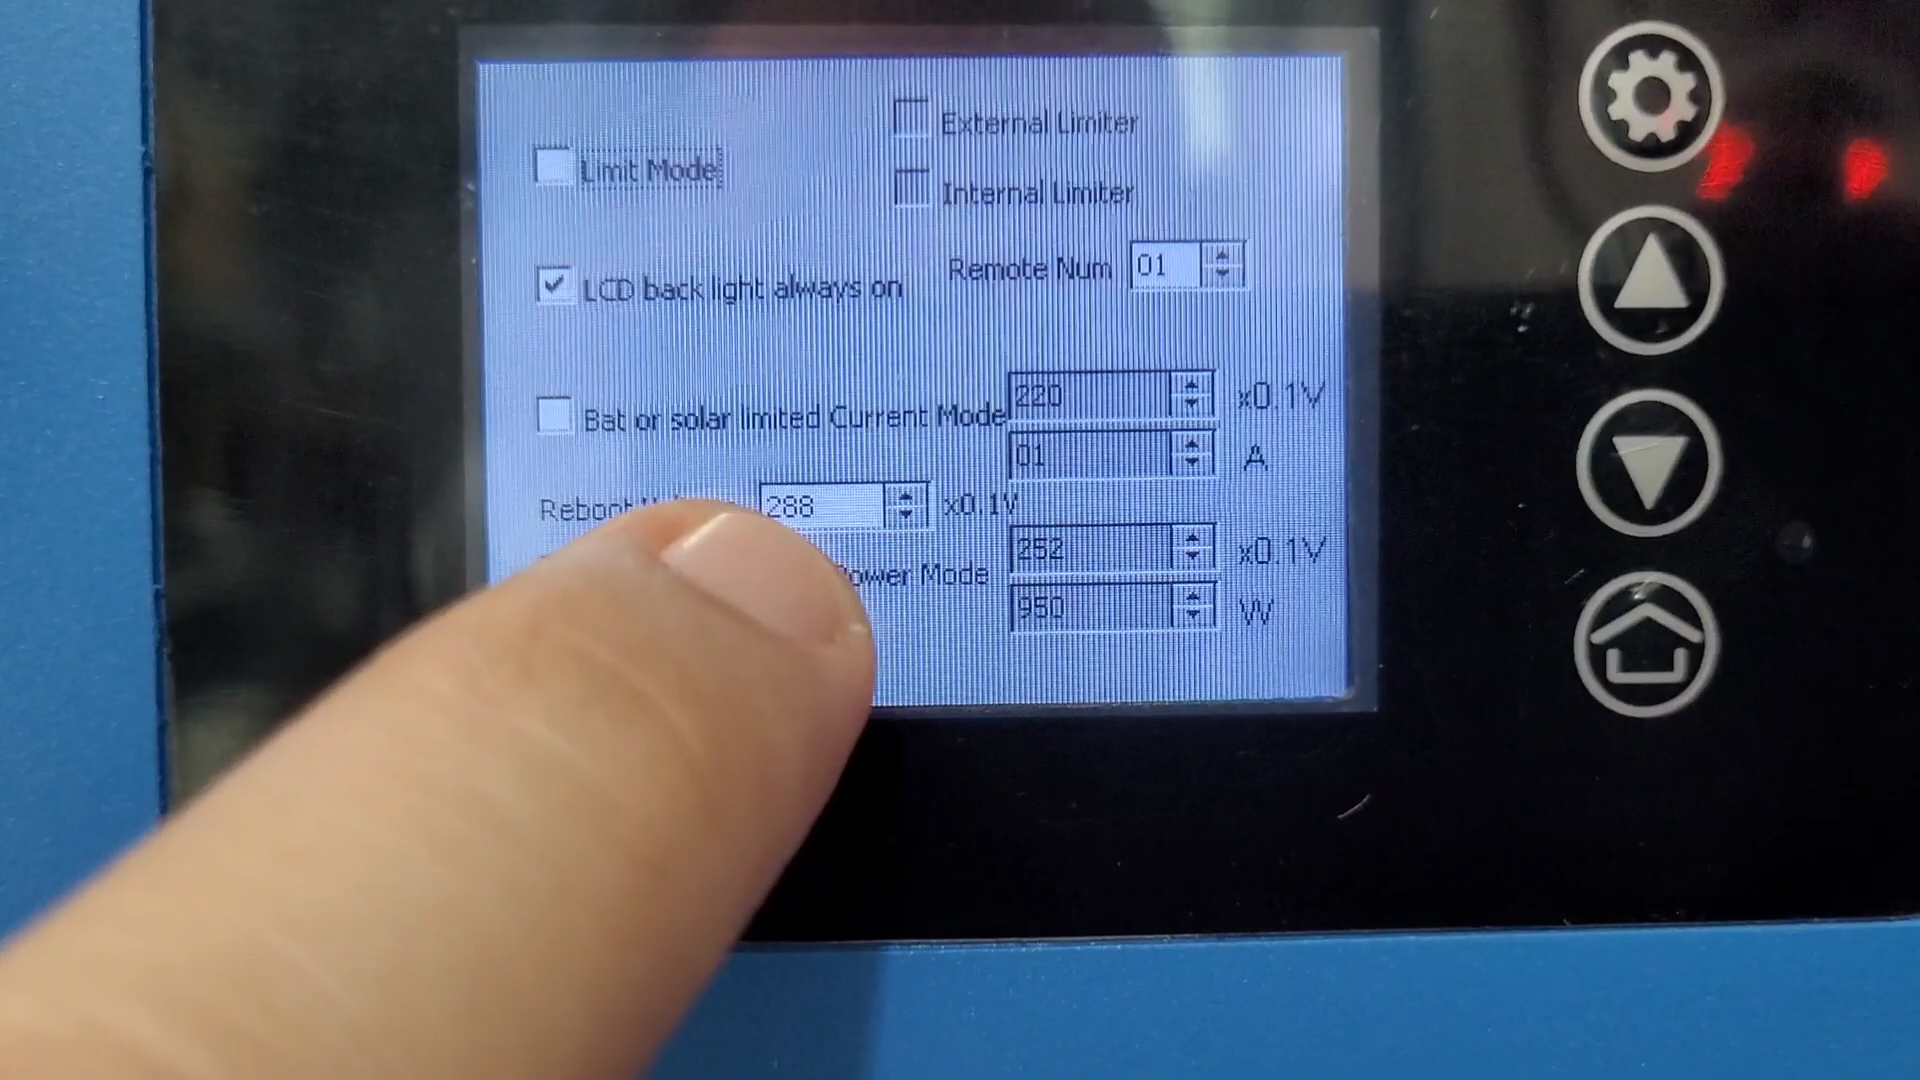 External Limiter
Limit Mode
Internal Limiter
Remote Num 01
LCD back light always on
220 x0.1V
Bat or solar limited Current Mode
01 A
Reboot 288 x0.1V
252 x0.1V
Power Mode
950 W